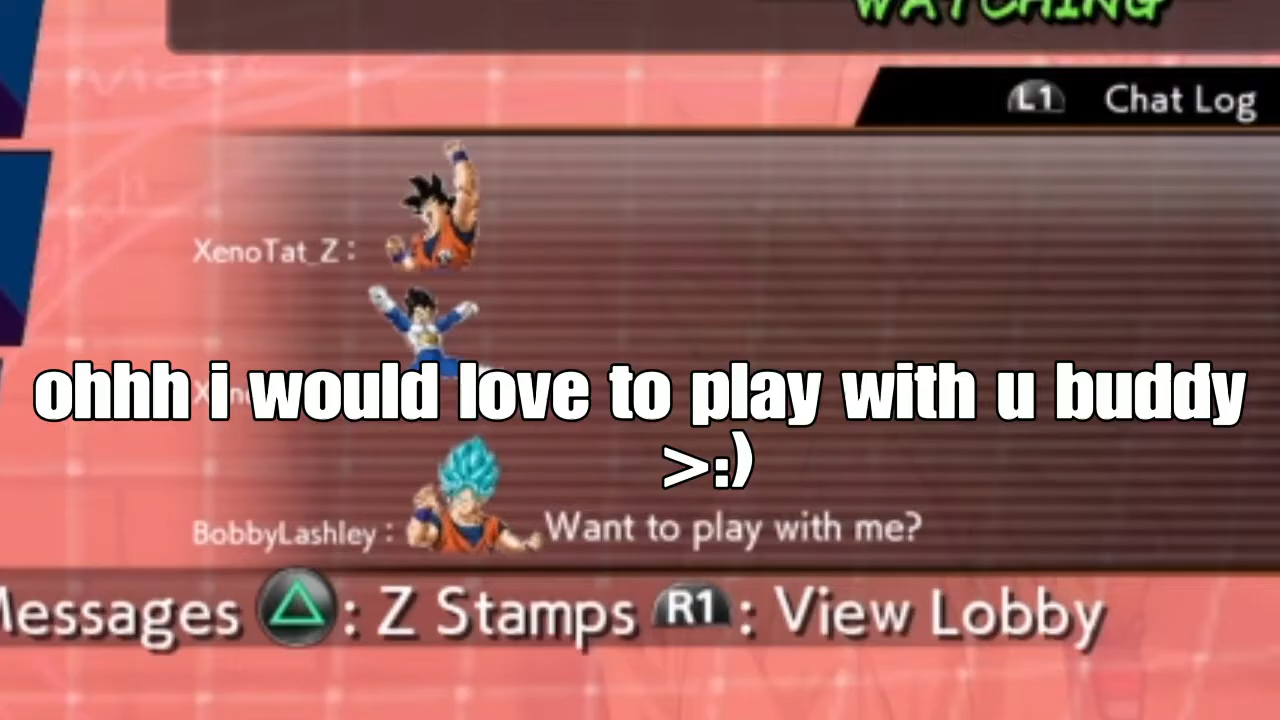 WATCHING
L1 Chat Log
XenoTat_Z :
ohhh i would love to play with u buddy
>:)
BobbyLashley : Want to play with me?
Messages : Z Stamps R1 : View Lobby